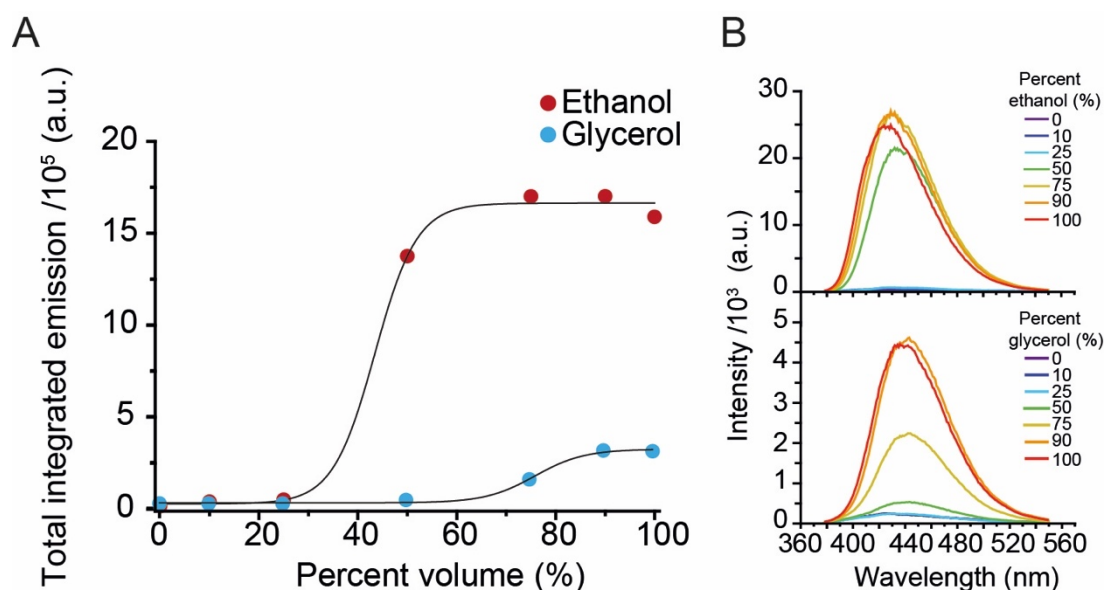 A
Total integrated emission /10⁵ (a.u.)
20
15
10
5
0
0 20 40 60 80 100
Percent volume (%)
Ethanol
Glycerol
B
Intensity /10³ (a.u.)
30
20
10
0
Percent
ethanol (%)
0
10
25
50
75
90
100
5
4
3
2
1
0
Percent
glycerol (%)
0
10
25
50
75
90
100
360 400 440 480 520 560
Wavelength (nm)